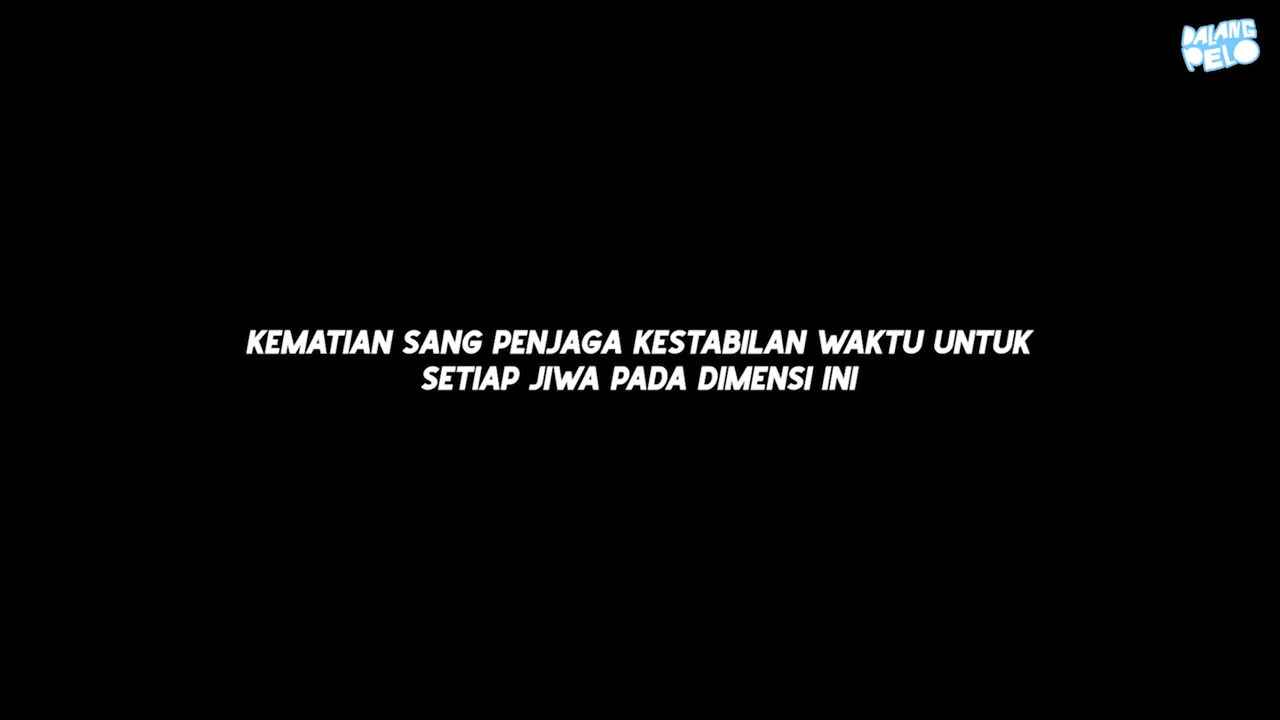 DALANG
PELO
KEMATIAN SANG PENJAGA KESTABILAN WAKTU UNTUK
SETIAP JIWA PADA DIMENSI INI